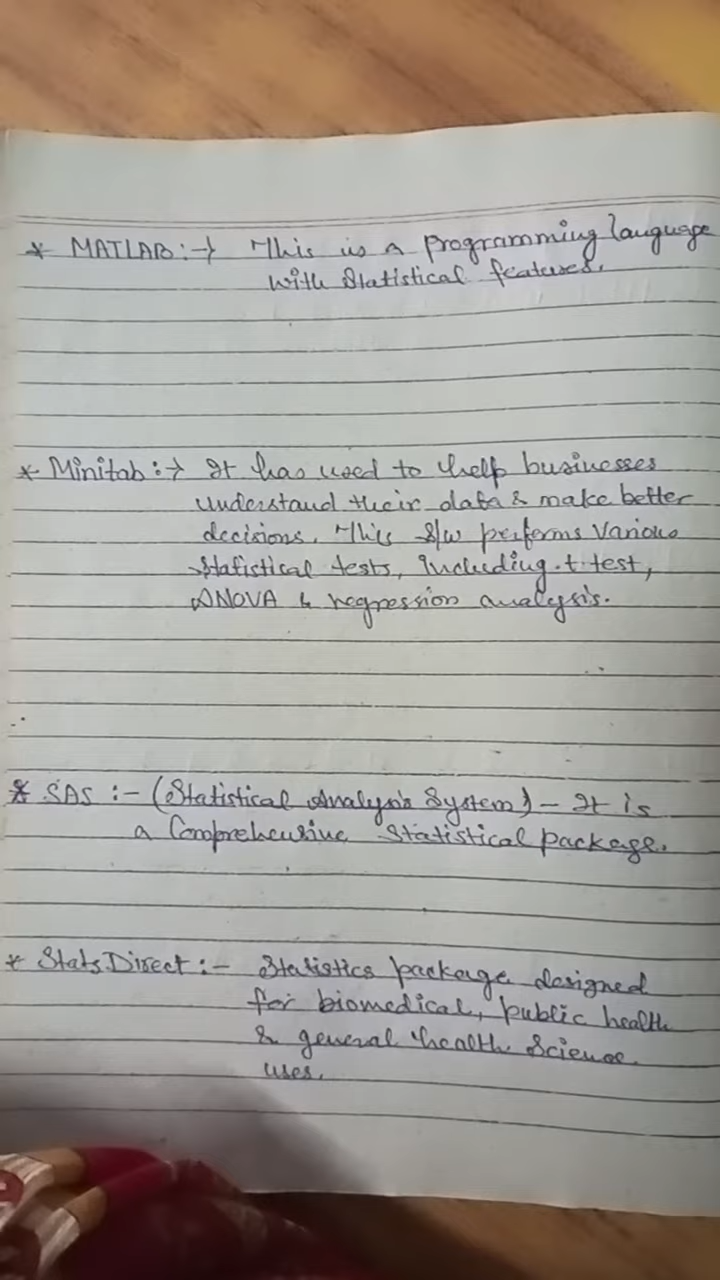 * MATLAB :→ This is a programming language
with statistical features.
* Minitab :→ It has used to help businesses
understand their data & make better
decisions. This s/w performs various
statistical tests, including t-test,
ANOVA & regression analysis.
* SAS :- (Statistical Analysis System) - It is
a Comprehensive statistical package.
* Stats Direct :- Statistics package designed
for biomedical, public health
& general health science
uses.